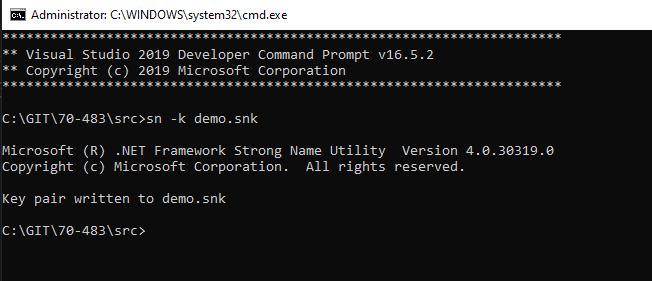 Administrator: C:\WINDOWS\system32\cmd.exe
**********************************************************************
** Visual Studio 2019 Developer Command Prompt v16.5.2
** Copyright (c) 2019 Microsoft Corporation
**********************************************************************
C:\GIT\70-483\src>sn -k demo.snk
Microsoft (R) .NET Framework Strong Name Utility  Version 4.0.30319.0
Copyright (c) Microsoft Corporation.  All rights reserved.
Key pair written to demo.snk
C:\GIT\70-483\src>